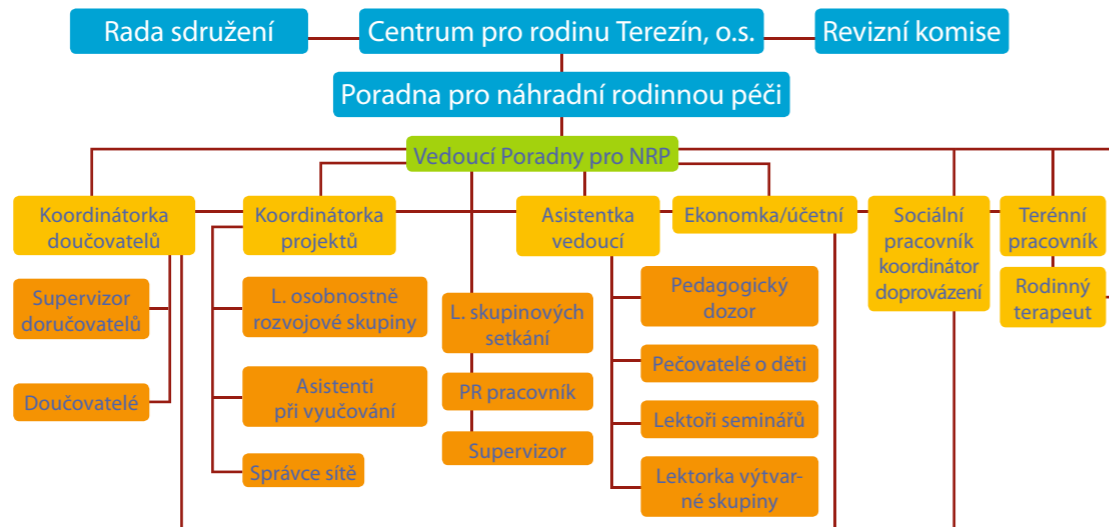 Rada sdružení
Centrum pro rodinu Terezín, o.s.
Revizní komise
Poradna pro náhradní rodinnou péči
Vedoucí Poradny pro NRP
Koordinátorka
doučovatelů
Koordinátorka
projektů
Asistentka
vedoucí
Ekonomka/účetní
Sociální
pracovník
koordinátor
doprovázení
Terénní
pracovník
Rodinný
terapeut
Supervizor
doručovatelů
Doučovatelé
L. osobnostně
rozvojové skupiny
Asistenti
při vyučování
Správce sítě
L. skupinových
setkání
PR pracovník
Supervizor
Pedagogický
dozor
Pečovatelé o děti
Lektoři seminářů
Lektorka výtvar-
né skupiny